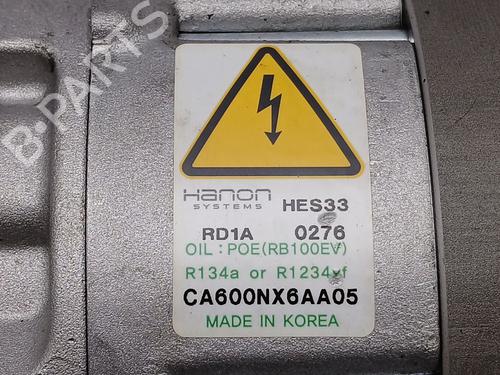 B-PARTS
Hanon
SYSTEMS
HES33
RD1A 0276
OIL : POE(RB100EV)
R134a or R1234yf
CA600NX6AA05
MADE IN KOREA